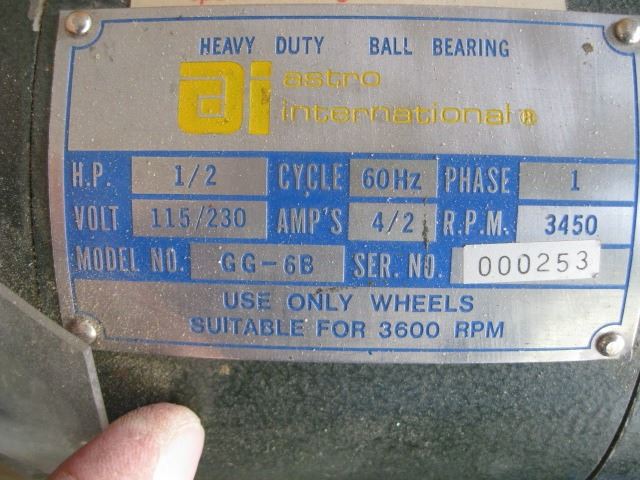 HEAVY DUTY BALL BEARING
ai astro
international®
H.P. 1/2 CYCLE 60Hz PHASE 1
VOLT 115/230 AMP'S 4/2 R.P.M. 3450
MODEL NO. GG-6B SER. NO. 000253
USE ONLY WHEELS
SUITABLE FOR 3600 RPM